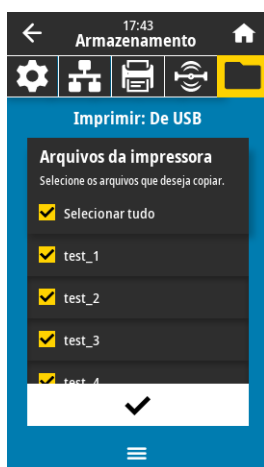 17:43
Armazenamento
Imprimir: De USB
Arquivos da impressora
Selecione os arquivos que deseja copiar.
Selecionar tudo
test_1
test_2
test_3
test_4